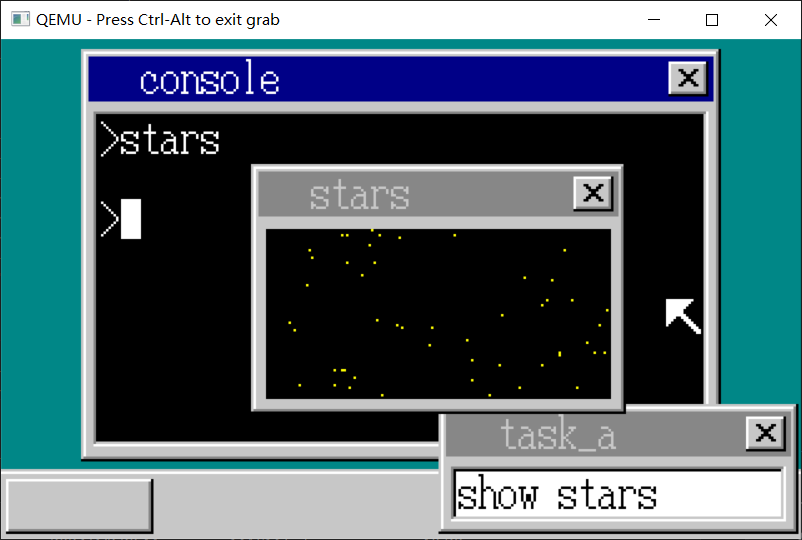 QEMU - Press Ctrl-Alt to exit grab
console
>stars
stars
>
task_a
show stars